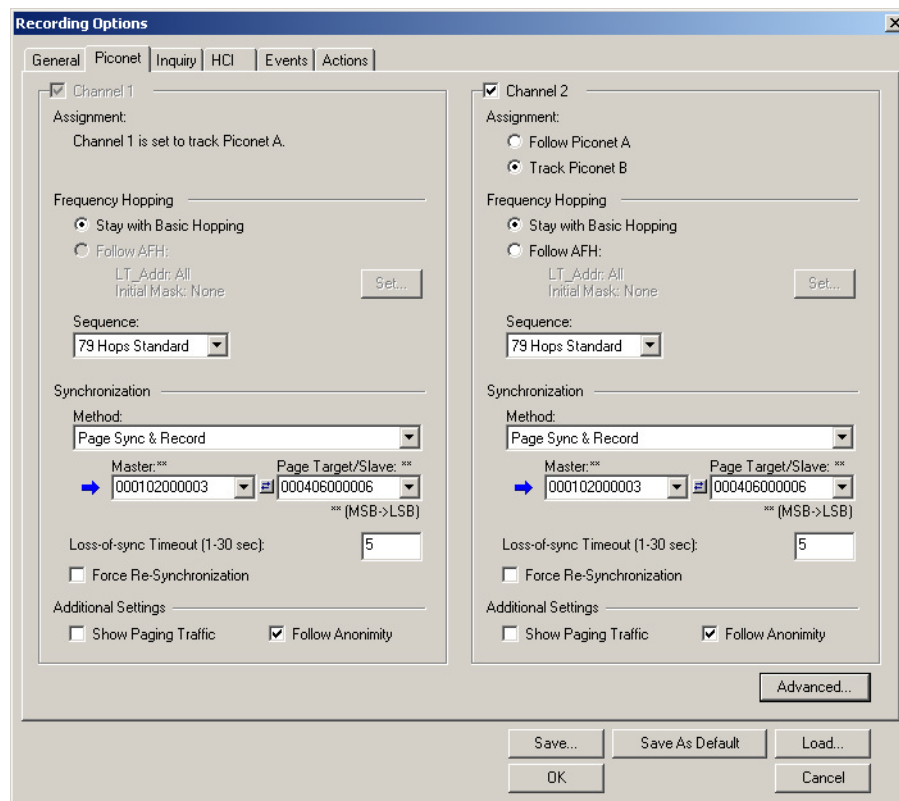 Recording Options
General Piconet Inquiry HCI Events Actions
Channel 1
Assignment:
Channel 1 is set to track Piconet A.
Frequency Hopping
Stay with Basic Hopping
Follow AFH:
LT_Addr: All
Initial Mask: None
Set...
Sequence:
79 Hops Standard
Synchronization
Method:
Page Sync & Record
Master:** Page Target/Slave: **
000102000003 000406000006
** (MSB->LSB)
Loss-of-sync Timeout (1-30 sec): 5
Force Re-Synchronization
Additional Settings
Show Paging Traffic Follow Anonimity
Channel 2
Assignment:
Follow Piconet A
Track Piconet B
Frequency Hopping
Stay with Basic Hopping
Follow AFH:
LT_Addr: All
Initial Mask: None
Set...
Sequence:
79 Hops Standard
Synchronization
Method:
Page Sync & Record
Master:** Page Target/Slave: **
000102000003 000406000006
** (MSB->LSB)
Loss-of-sync Timeout (1-30 sec): 5
Force Re-Synchronization
Additional Settings
Show Paging Traffic Follow Anonimity
Advanced...
Save... Save As Default Load...
OK Cancel